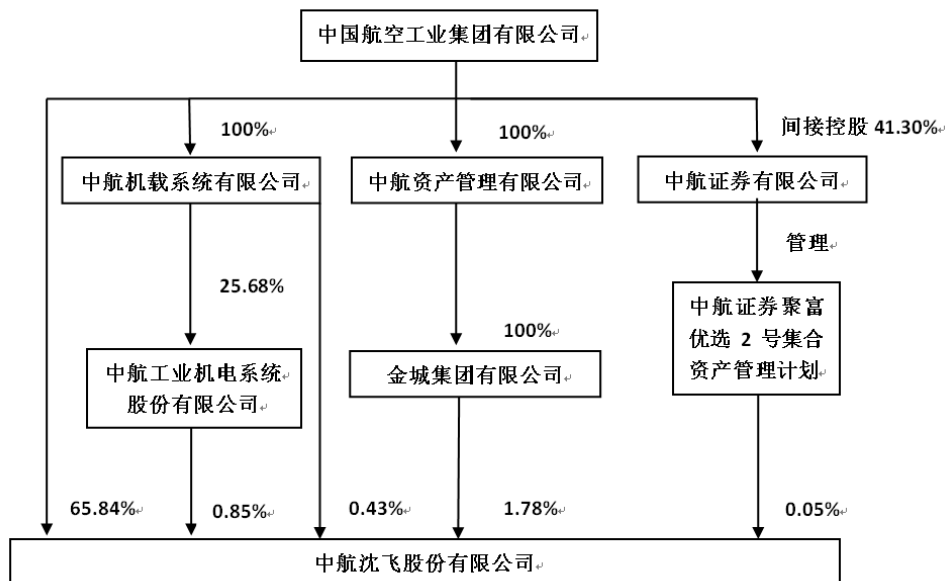 中国航空工业集团有限公司
100%
100%
间接控股 41.30%
中航机载系统有限公司
中航资产管理有限公司
中航证券有限公司
管理
25.68%
中航证券聚富
优选 2 号集合
资产管理计划
100%
中航工业机电系统
股份有限公司
金城集团有限公司
65.84%
0.85%
0.43%
1.78%
0.05%
中航沈飞股份有限公司